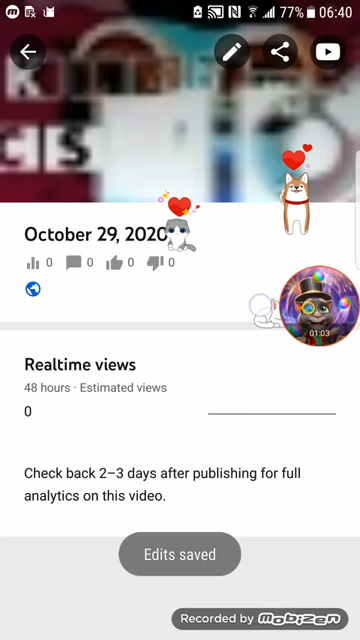 77% 06:40
CIS
October 29, 2020
0 0 0 0
01:03
Realtime views
48 hours · Estimated views
0
Check back 2–3 days after publishing for full
analytics on this video.
Edits saved
Recorded by mobizen